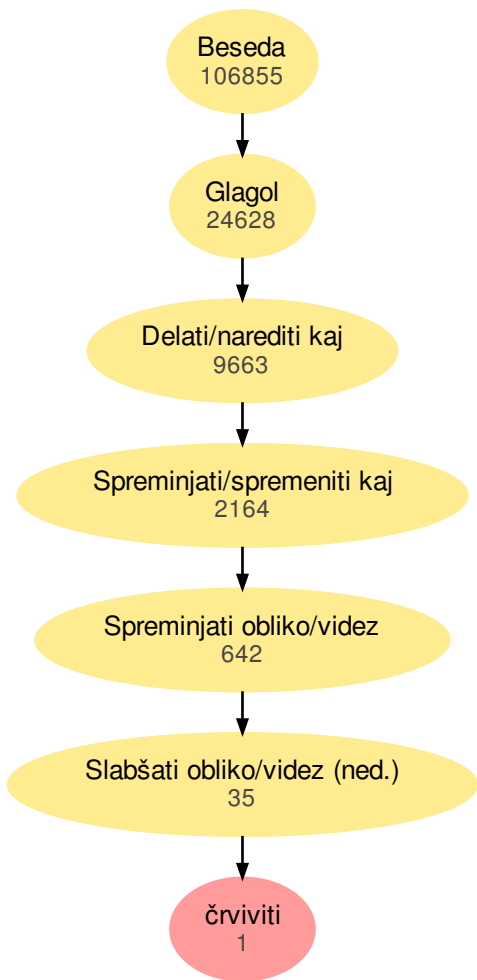 Beseda
106855
Glagol
24628
Delati/narediti kaj
9663
Spreminjati/spremeniti kaj
2164
Spreminjati obliko/videz
642
Slabšati obliko/videz (ned.)
35
črviviti
1